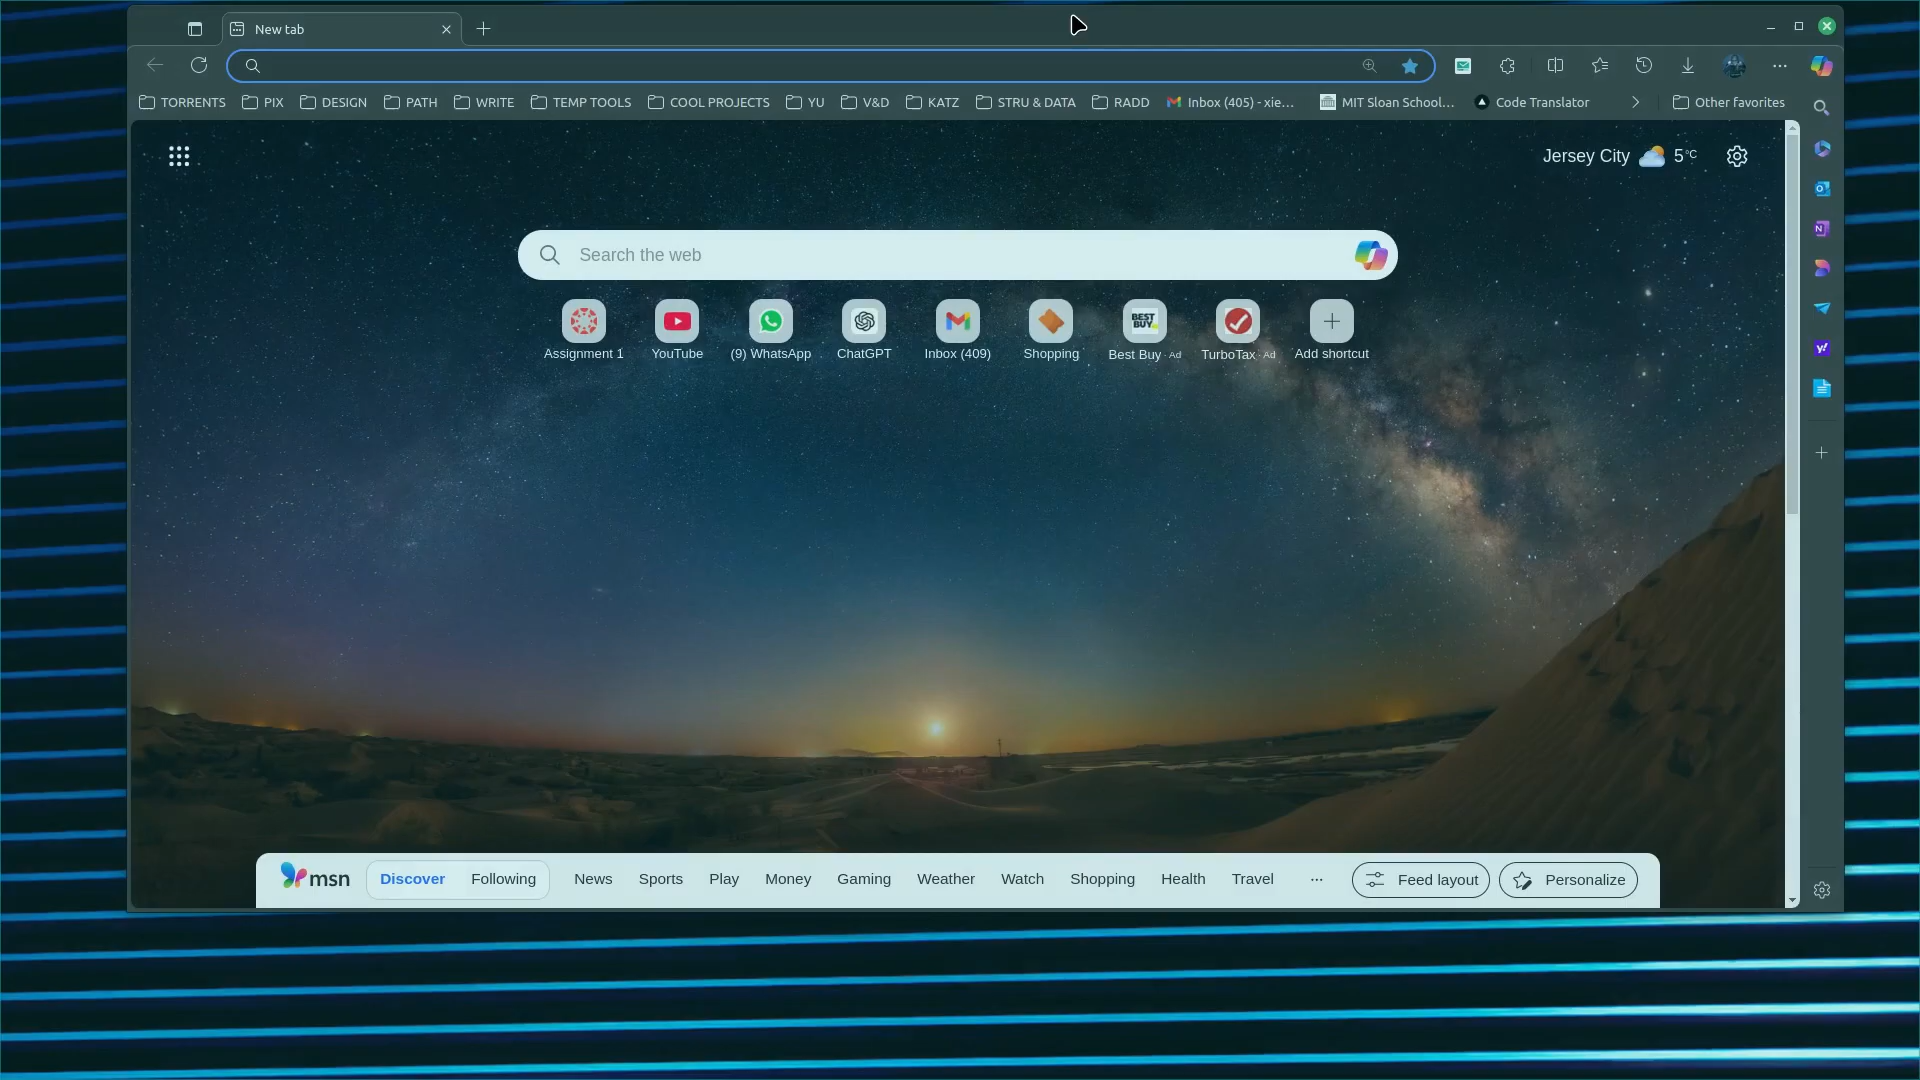 New tab
TORRENTS PIX DESIGN PATH WRITE TEMP TOOLS COOL PROJECTS YU V&D KATZ STRU & DATA RADD Inbox (405) - xie... MIT Sloan School... Code Translator Other favorites
Jersey City 5°C
Search the web
BEST BUY
Assignment 1 YouTube (9) WhatsApp ChatGPT Inbox (409) Shopping Best Buy · Ad TurboTax · Ad Add shortcut
msn Discover Following News Sports Play Money Gaming Weather Watch Shopping Health Travel ... Feed layout Personalize